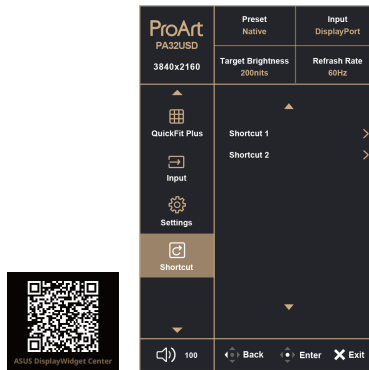 ProArt
PA32USD
3840x2160
Preset
Native
Input
DisplayPort
Target Brightness
200nits
Refrash Rate
60Hz
QuickFit Plus
Input
Settings
Shortcut
Shortcut 1
Shortcut 2
100
Back
Enter
Exit
ASUS DisplayWidget Center